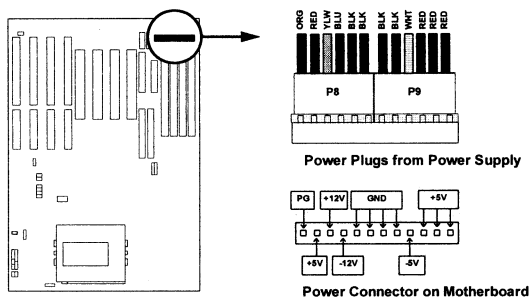 ORG RED YLW BLU BLK BLK BLK BLK WHT RED RED RED
P8 P9
Power Plugs from Power Supply
PG +12V GND +5V
+5V -12V -5V
Power Connector on Motherboard